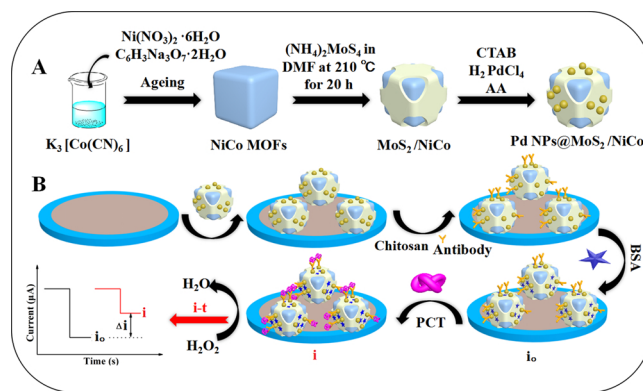 A
Ni(NO3)2 ·6H2O
C6H5Na3O7·2H2O
Ageing
K3 [Co(CN)6 ]
NiCo MOFs
(NH4)2MoS4 in
DMF at 210 ℃
for 20 h
MoS2 /NiCo
CTAB
H2 PdCl4
AA
Pd NPs@MoS2 /NiCo
B
Chitosan
Antibody
BSA
PCT
H2O
i-t
H2O2
i
i0
Current (μA)
i
Δi
i0
Time (s)